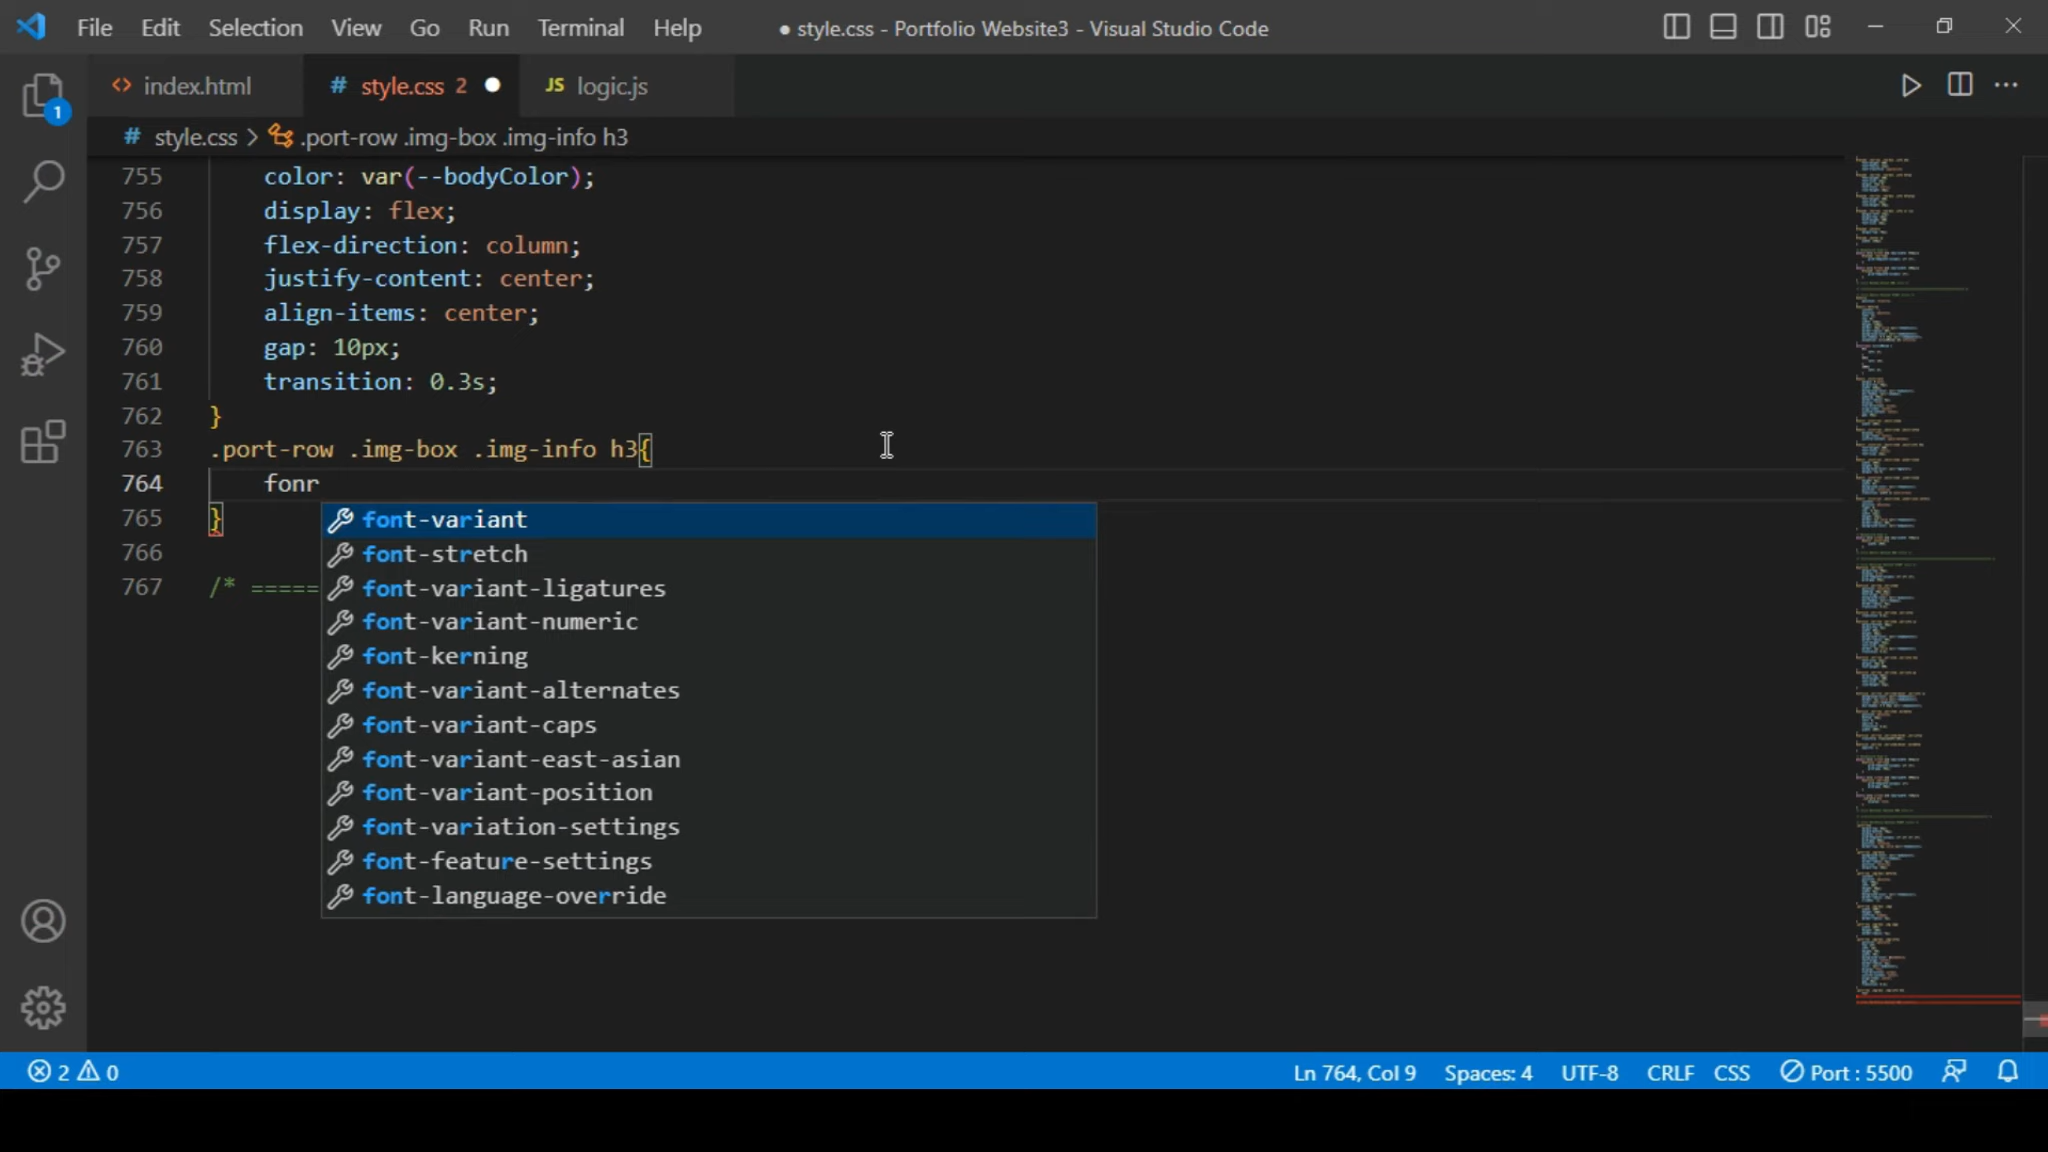 File Edit Selection View Go Run Terminal Help ● style.css - Portfolio Website3 - Visual Studio Code
<> index.html # style.css 2 JS logic.js
1
# style.css > .port-row .img-box .img-info h3
755 color: var(--bodyColor);
756 display: flex;
757 flex-direction: column;
758 justify-content: center;
759 align-items: center;
760 gap: 10px;
761 transition: 0.3s;
762 }
763 .port-row .img-box .img-info h3{
764 fonr
765 }
font-variant
766
font-stretch
767 /* =====
font-variant-ligatures
font-variant-numeric
font-kerning
font-variant-alternates
font-variant-caps
font-variant-east-asian
font-variant-position
font-variation-settings
font-feature-settings
font-language-override
2 0 Ln 764, Col 9 Spaces: 4 UTF-8 CRLF CSS Port : 5500